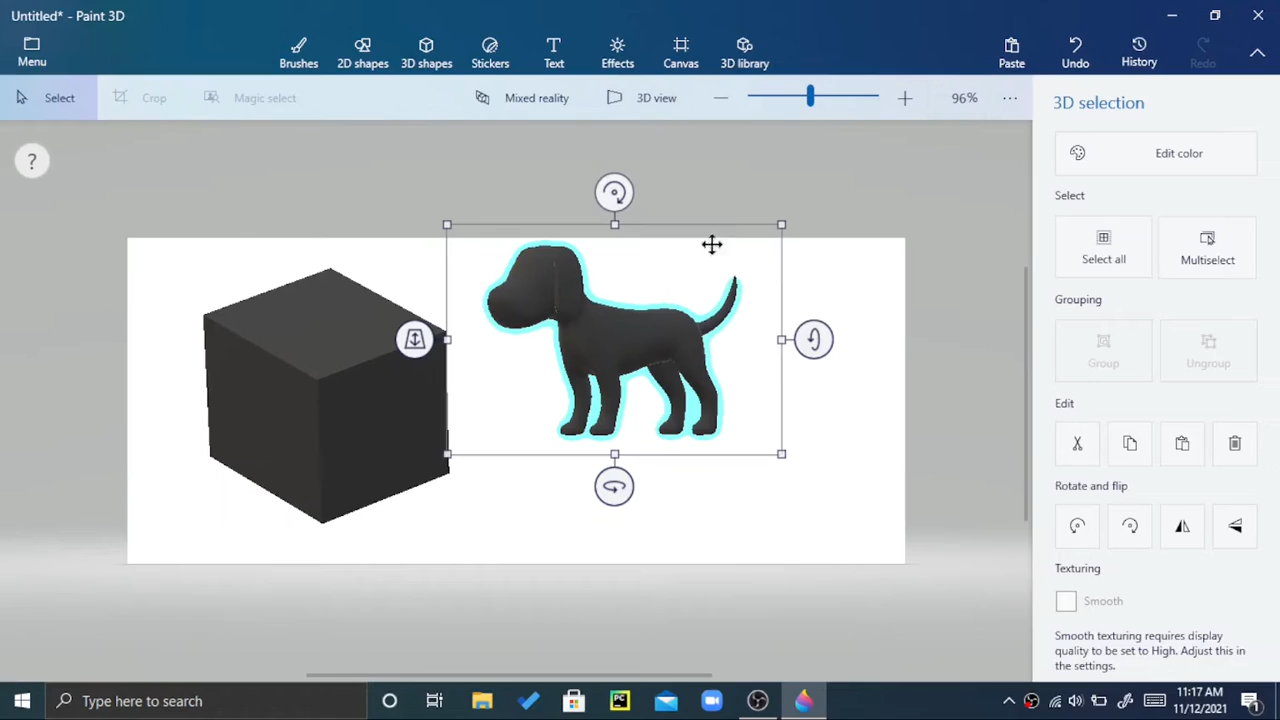 Untitled* - Paint 3D
Menu
Brushes
2D shapes
3D shapes
Stickers
Text
Effects
Canvas
3D library
Paste
Undo
History
Redo
Select
Crop
Magic select
Mixed reality
3D view
96%
?
3D selection
Edit color
Select
Select all
Multiselect
Grouping
Group
Ungroup
Edit
Rotate and flip
Texturing
Smooth
Smooth texturing requires display
quality to be set to High. Adjust this in
the settings.
Type here to search
PC
11:17 AM
11/12/2021
1